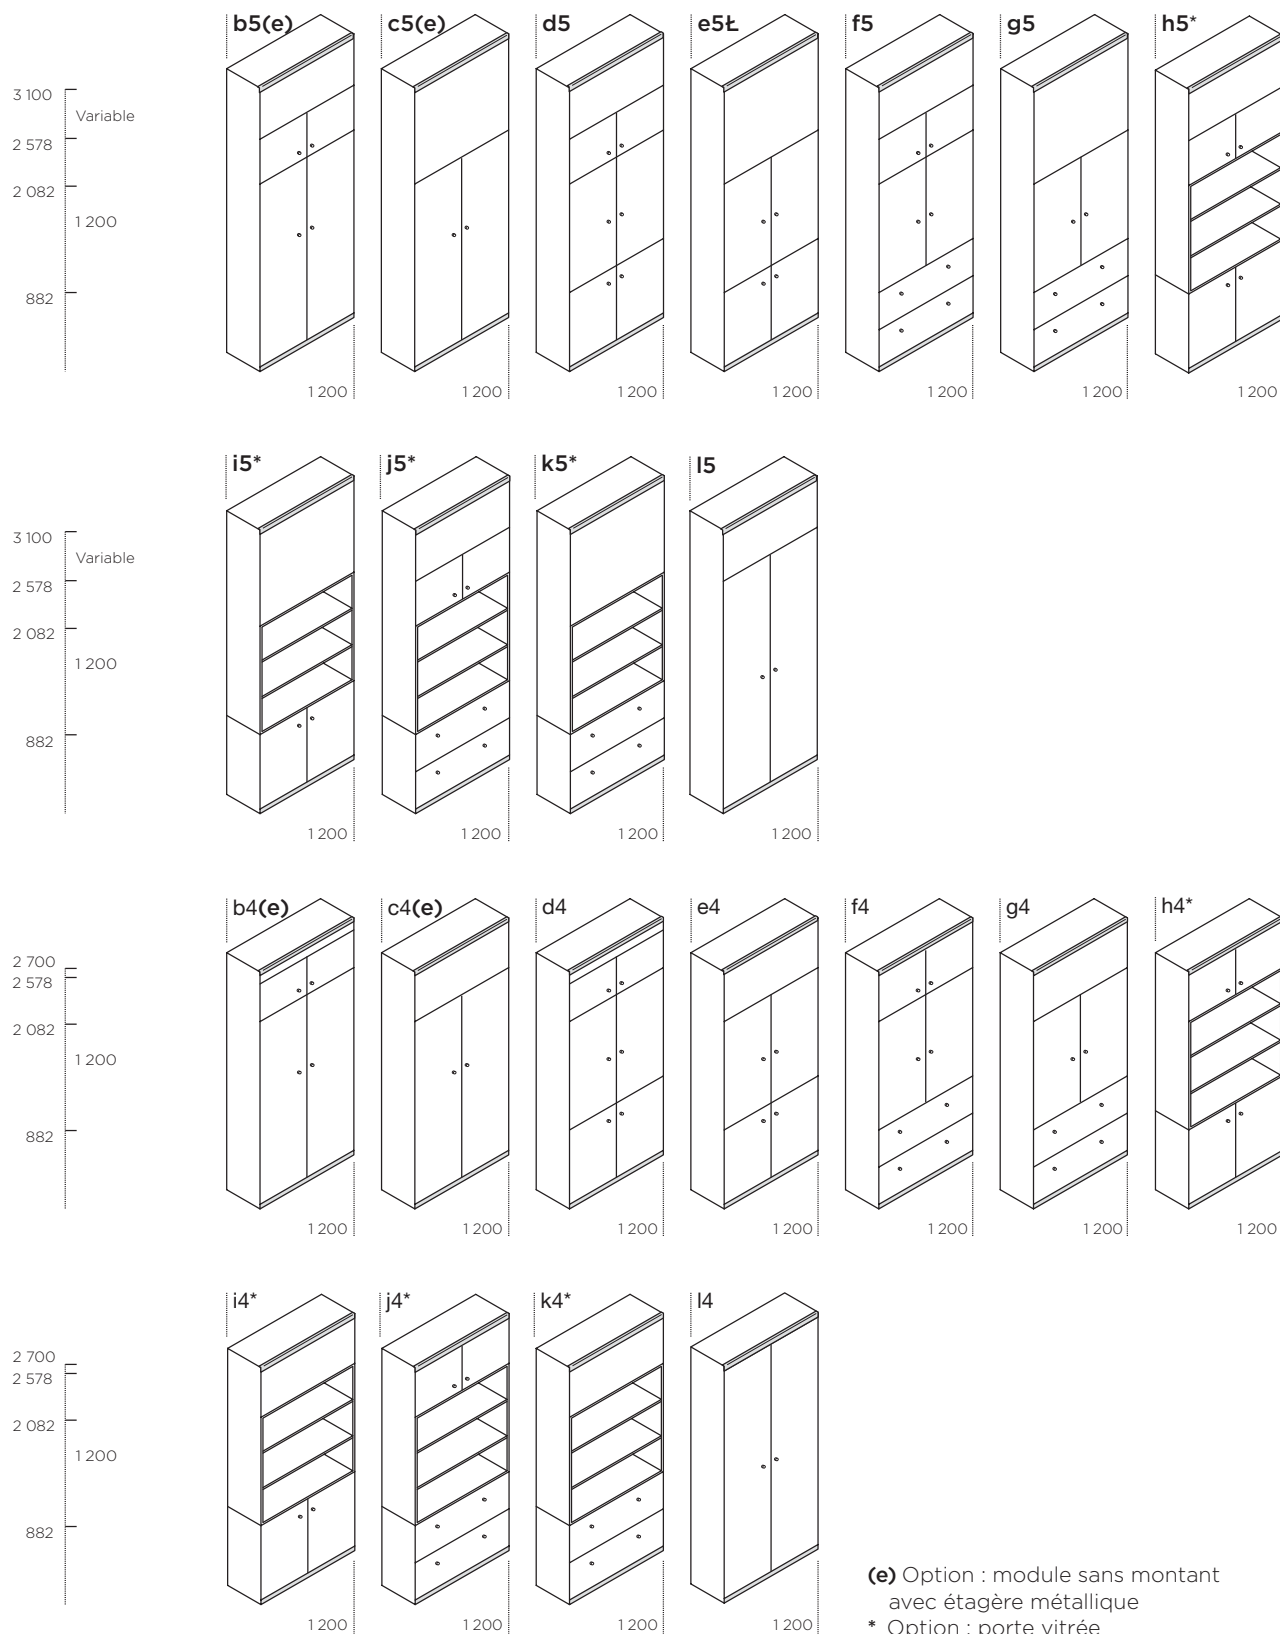 b5(e) c5(e) d5 e5Ł f5 g5 h5*
3 100
Variable
2 578
2 082
1 200
882
1 200 1 200 1 200 1 200 1 200 1 200 1 200
i5* j5* k5* l5
3 100
Variable
2 578
2 082
1 200
882
1 200 1 200 1 200 1 200
b4(e) c4(e) d4 e4 f4 g4 h4*
2 700
2 578
2 082
1 200
882
1 200 1 200 1 200 1 200 1 200 1 200 1 200
i4* j4* k4* l4
2 700
2 578
2 082
1 200
882
(e) Option : module sans montant
avec étagère métallique
* Option : porte vitrée
1 200 1 200 1 200 1 200